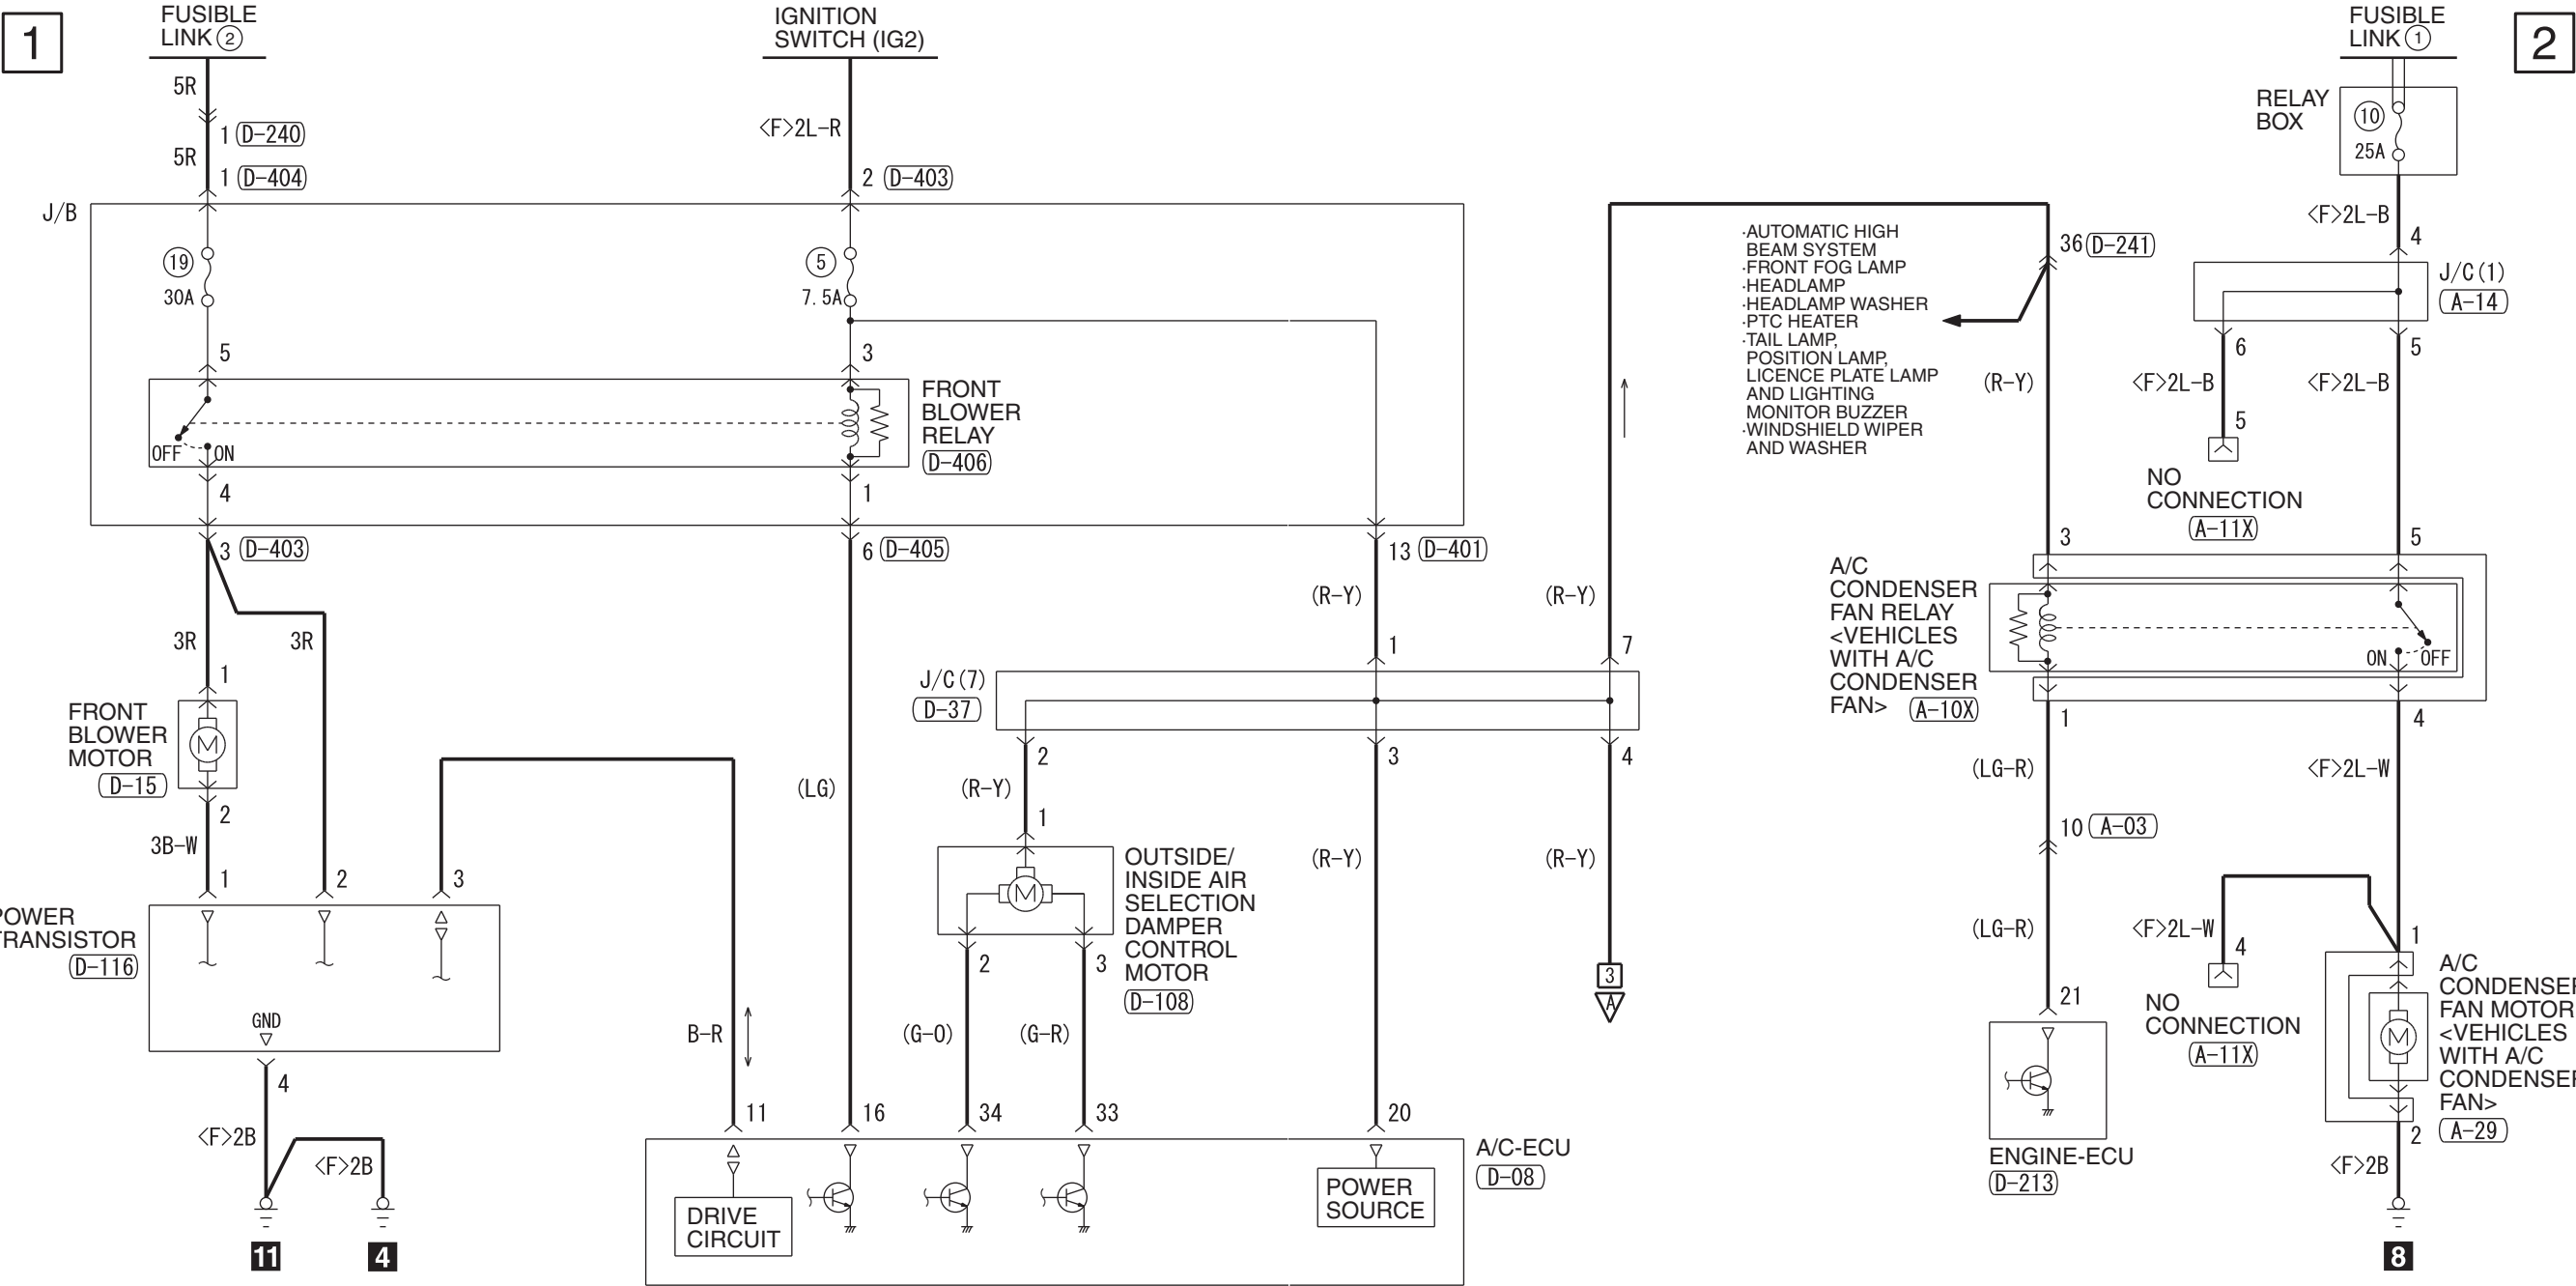 1
FUSIBLE
LINK ②
5R
1 (D-240)
5R
1 (D-404)
IGNITION
SWITCH (IG2)
<F>2L-R
2 (D-403)
J/B
19
30A
5
7.5A
5
3
OFF
ON
FRONT
BLOWER
RELAY
(D-406)
4
1
3 (D-403)
6 (D-405)
13 (D-401)
3R
3R
1
FRONT
BLOWER
MOTOR
(D-15)
M
2
3B-W
1
2
3
POWER
TRANSISTOR
(D-116)
GND
4
<F>2B
<F>2B
11
4
(LG)
B-R
(R-Y)
(R-Y)
1
7
J/C(7)
(D-37)
2
3
4
(R-Y)
1
M
OUTSIDE/
INSIDE AIR
SELECTION
DAMPER
CONTROL
MOTOR
(D-108)
2
3
(G-O)
(G-R)
(R-Y)
(R-Y)
3
A
11
16
34
33
20
DRIVE
CIRCUIT
POWER
SOURCE
A/C-ECU
(D-08)
2
FUSIBLE
LINK ①
RELAY
BOX
10
25A
<F>2L-B
4
J/C(1)
(A-14)
6
5
<F>2L-B
<F>2L-B
5
NO
CONNECTION
(A-11X)
36 (D-241)
·AUTOMATIC HIGH
BEAM SYSTEM
·FRONT FOG LAMP
·HEADLAMP
·HEADLAMP WASHER
·PTC HEATER
·TAIL LAMP,
POSITION LAMP,
LICENCE PLATE LAMP
AND LIGHTING
MONITOR BUZZER
·WINDSHIELD WIPER
AND WASHER
(R-Y)
3
5
A/C
CONDENSER
FAN RELAY
<VEHICLES
WITH A/C
CONDENSER
FAN> (A-10X)
ON
OFF
1
4
(LG-R)
<F>2L-W
10 (A-03)
(LG-R)
<F>2L-W
4
1
NO
CONNECTION
(A-11X)
21
ENGINE-ECU
(D-213)
M
A/C
CONDENSER
FAN MOTOR
<VEHICLES
WITH A/C
CONDENSER
FAN>
(A-29)
2
<F>2B
8